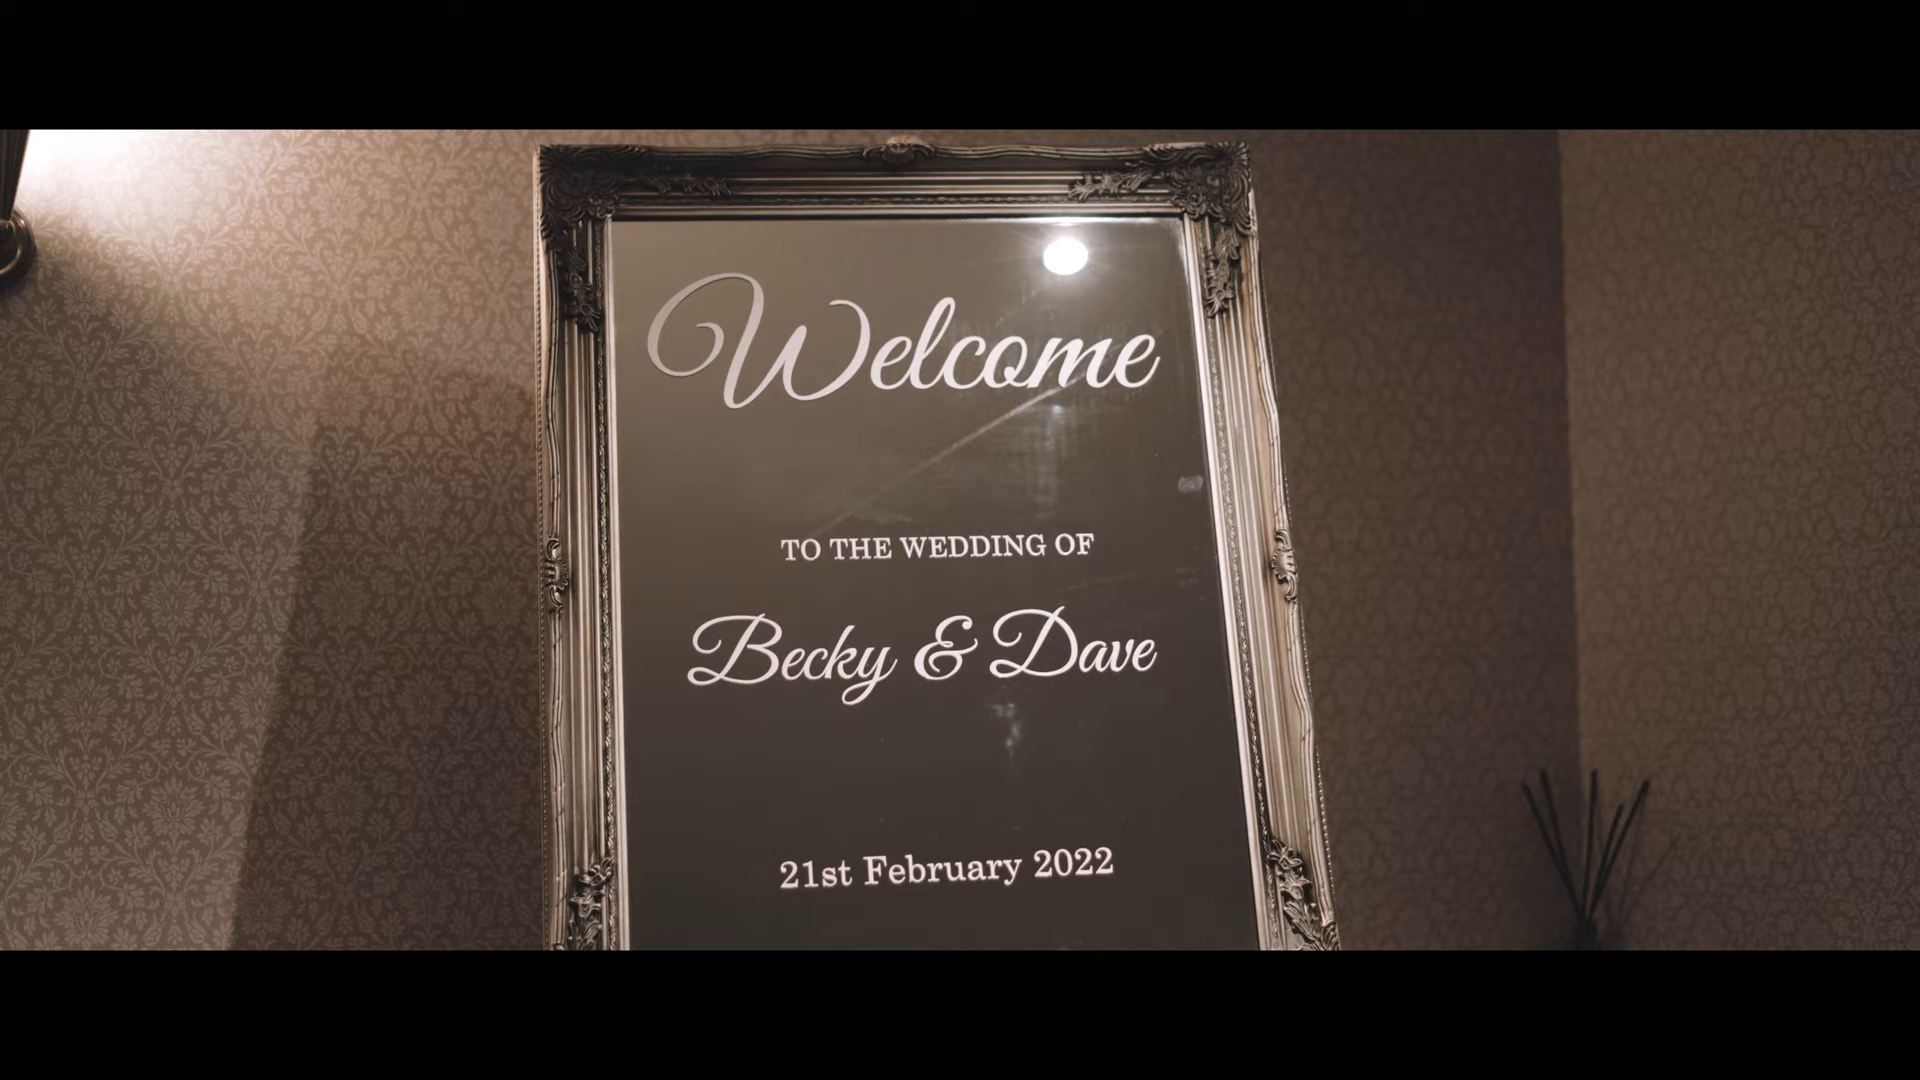 Welcome
TO THE WEDDING OF
Becky & Dave
21st February 2022